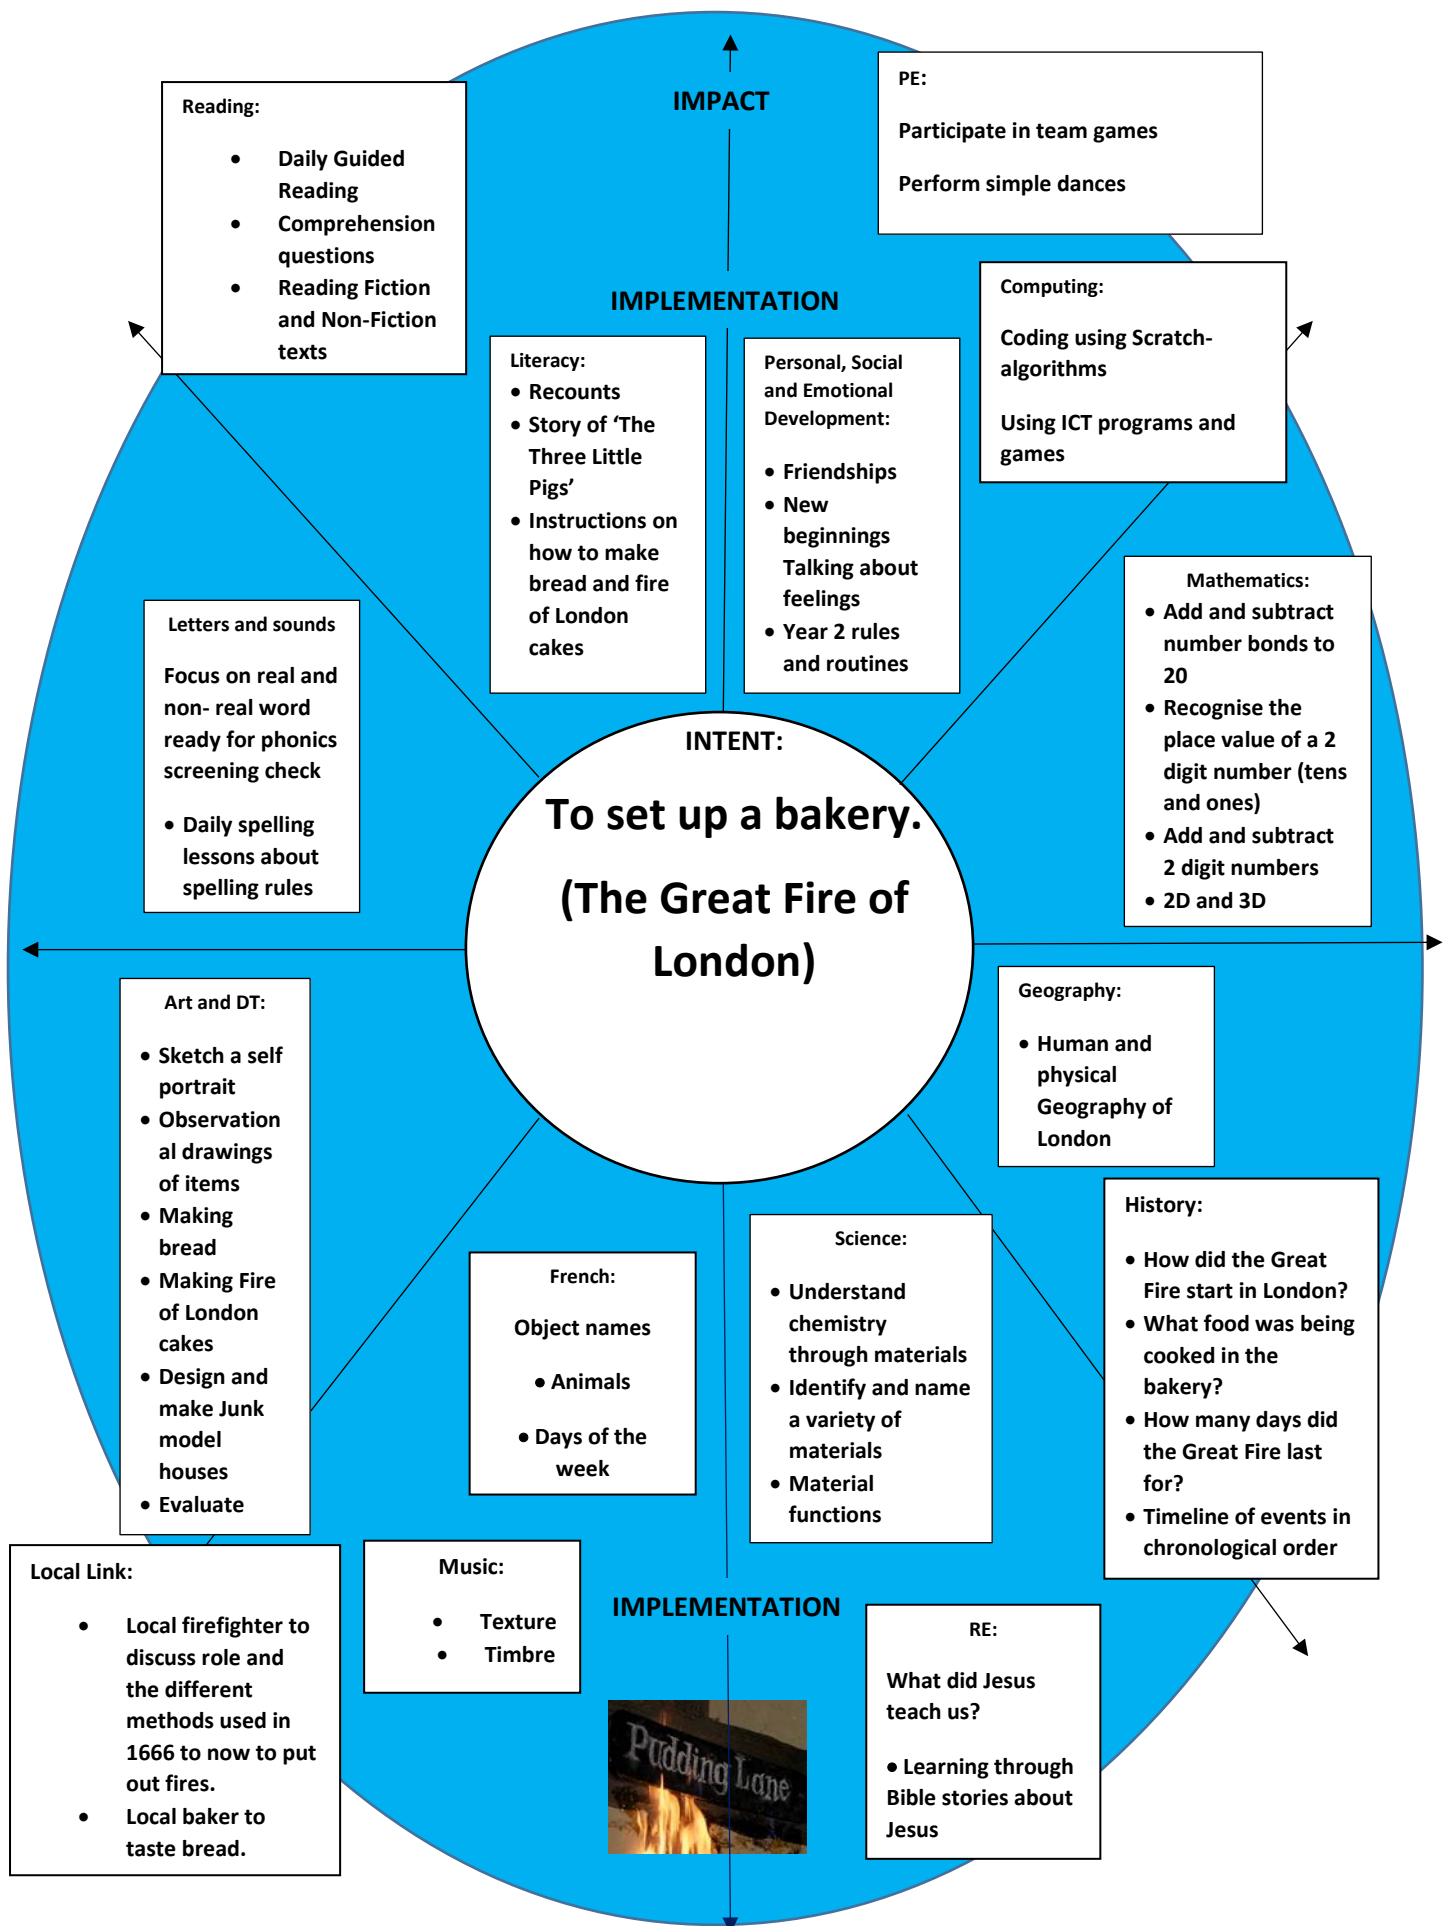 IMPACT
Reading:
• Daily Guided
Reading
• Comprehension
questions
• Reading Fiction
and Non-Fiction
texts
PE:
Participate in team games
Perform simple dances
IMPLEMENTATION
Computing:
Coding using Scratch-
algorithms
Using ICT programs and
games
Literacy:
• Recounts
• Story of ‘The
Three Little
Pigs’
• Instructions on
how to make
bread and fire
of London
cakes
Personal, Social
and Emotional
Development:
• Friendships
• New
beginnings
Talking about
feelings
• Year 2 rules
and routines
Mathematics:
• Add and subtract
number bonds to
20
• Recognise the
place value of a 2
digit number (tens
and ones)
• Add and subtract
2 digit numbers
• 2D and 3D
Letters and sounds
Focus on real and
non- real word
ready for phonics
screening check
• Daily spelling
lessons about
spelling rules
INTENT:
To set up a bakery.
(The Great Fire of
London)
Art and DT:
• Sketch a self
portrait
• Observation
al drawings
of items
• Making
bread
• Making Fire
of London
cakes
• Design and
make Junk
model
houses
• Evaluate
Geography:
• Human and
physical
Geography of
London
History:
• How did the Great
Fire start in London?
• What food was being
cooked in the
bakery?
• How many days did
the Great Fire last
for?
• Timeline of events in
chronological order
French:
Object names
• Animals
• Days of the
week
Science:
• Understand
chemistry
through materials
• Identify and name
a variety of
materials
• Material
functions
Local Link:
• Local firefighter to
discuss role and
the different
methods used in
1666 to now to put
out fires.
• Local baker to
taste bread.
Music:
• Texture
• Timbre
IMPLEMENTATION
RE:
What did Jesus
teach us?
• Learning through
Bible stories about
Jesus
Pudding Lane